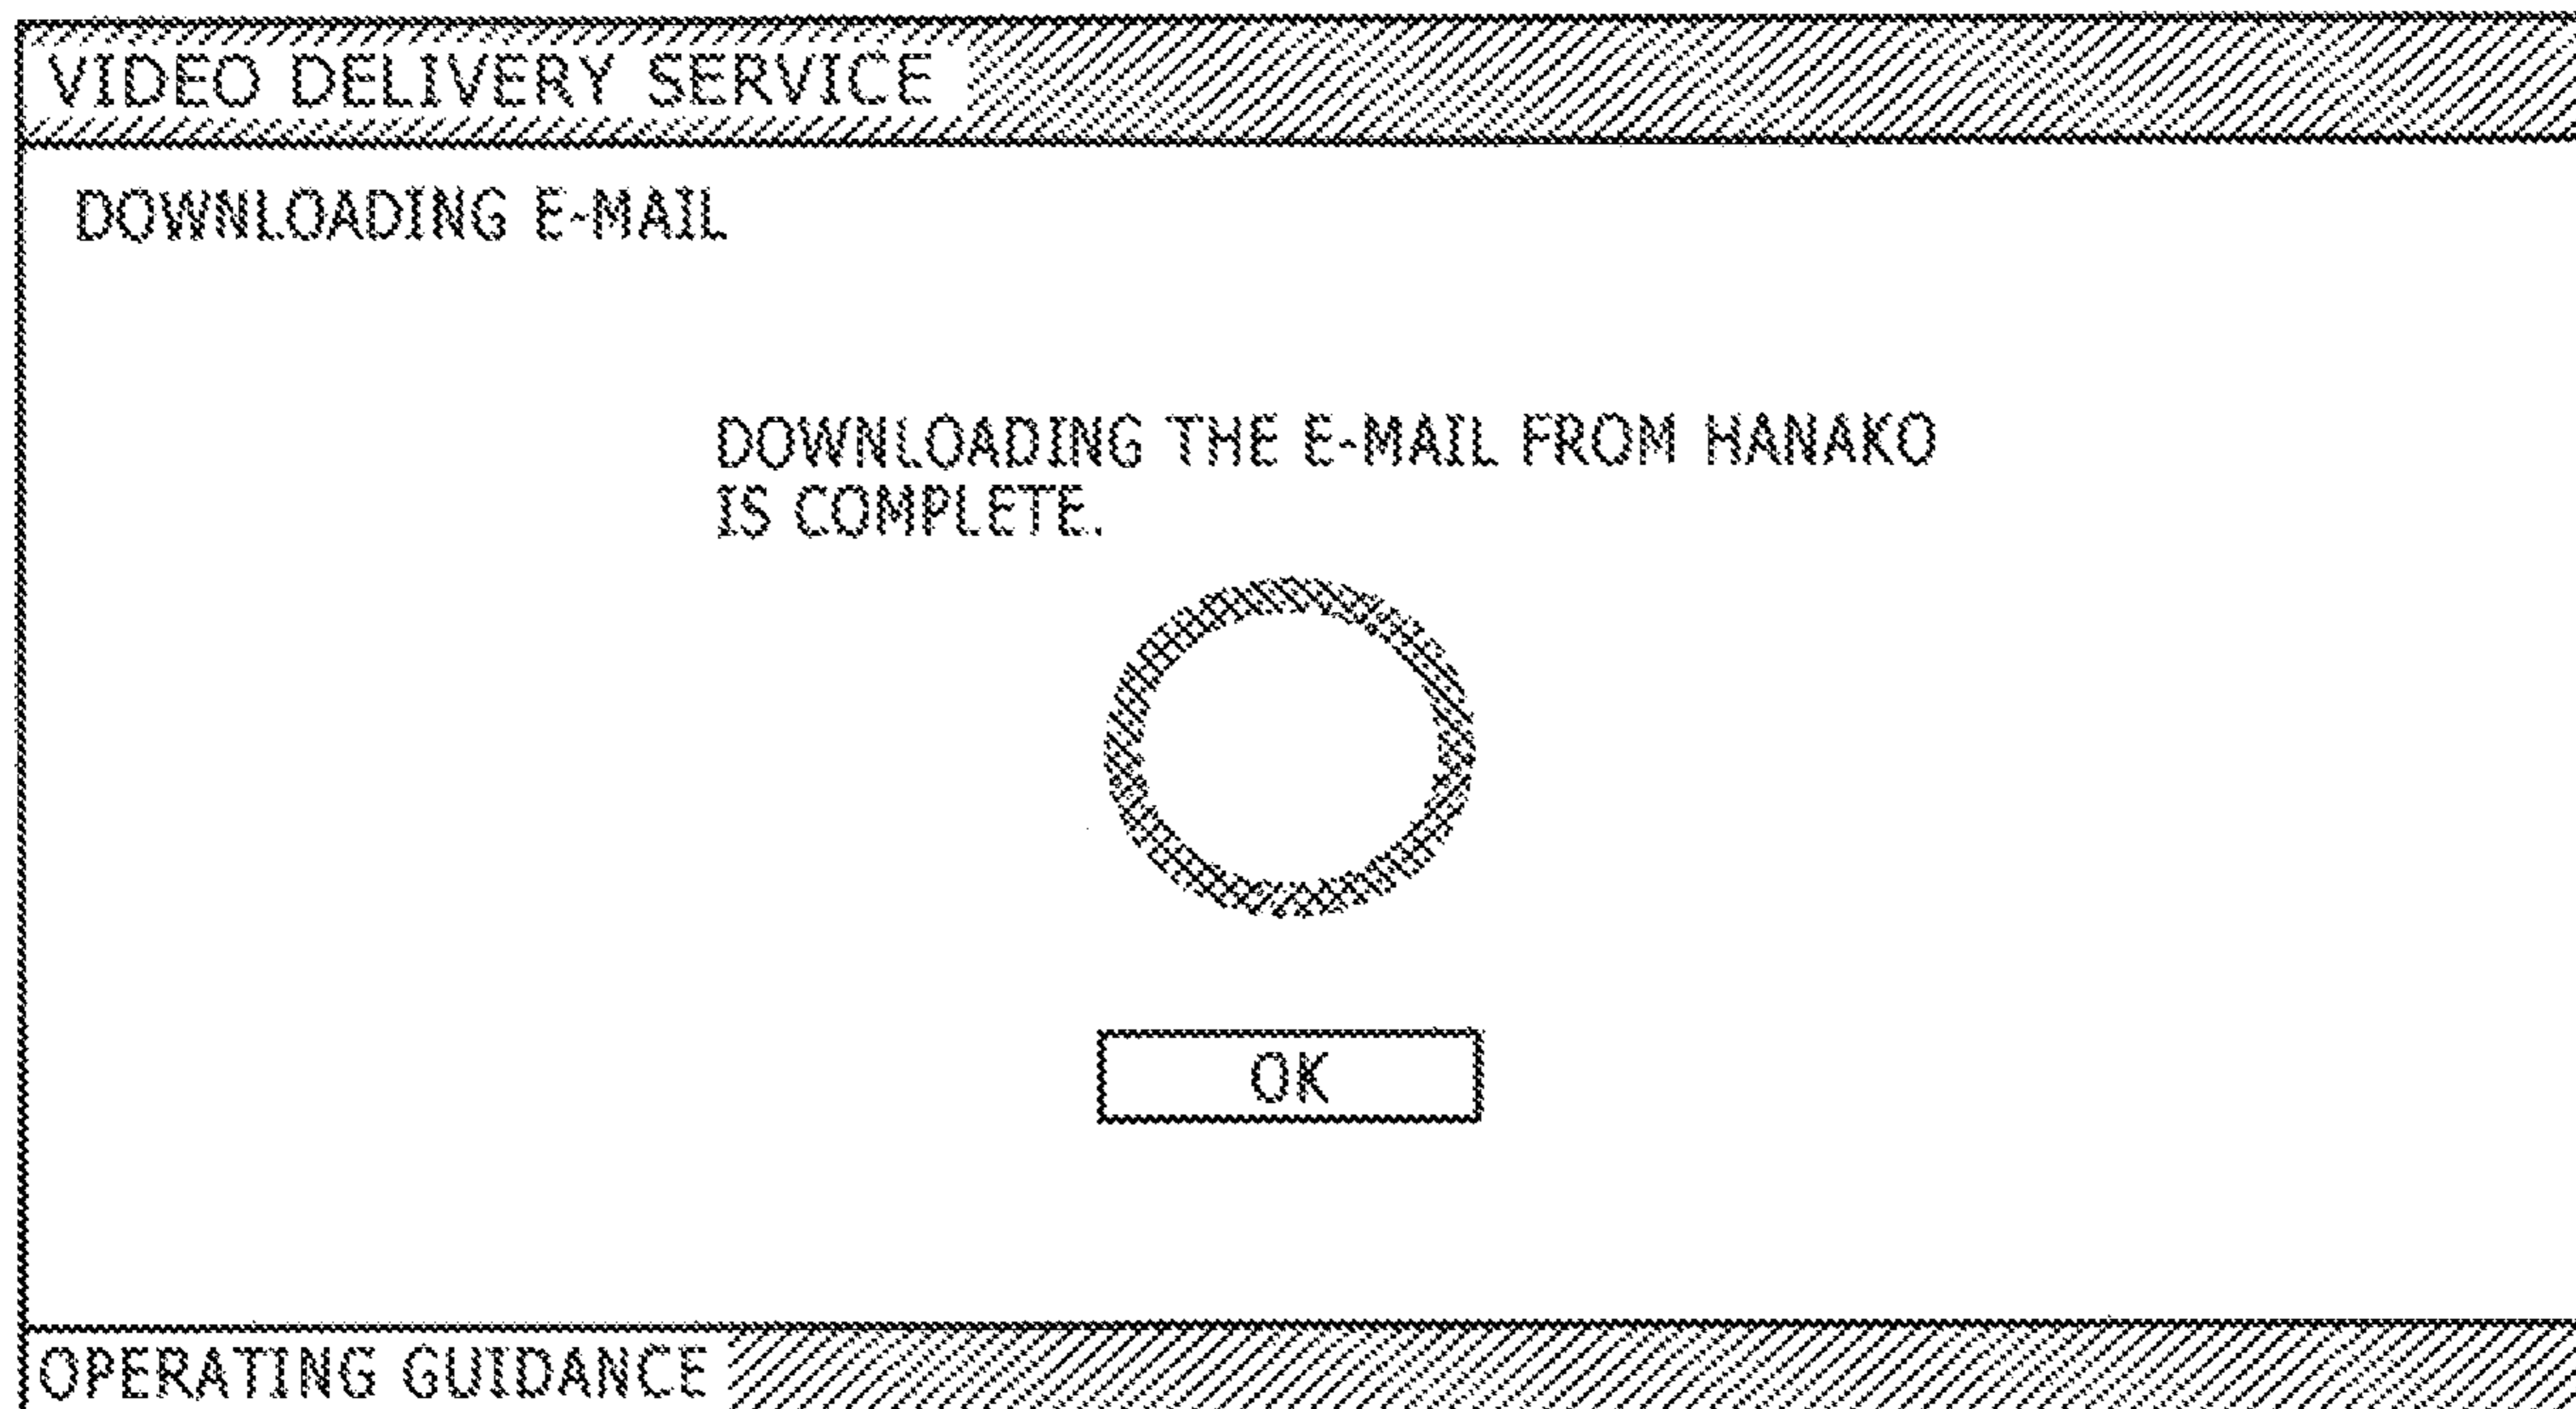 VIDEO DELIVERY SERVICE
DOWNLOADING E-MAIL
DOWNLOADING THE E-MAIL FROM HANAKO
IS COMPLETE.
OK
OPERATING GUIDANCE